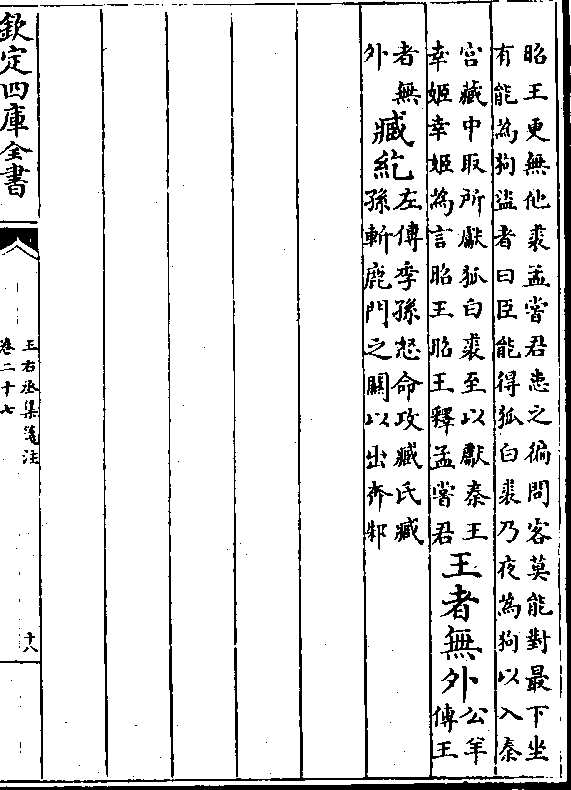 昭王更無他裘孟嘗君患之徧問客莫能對最下坐
有能為狗盜者曰臣能得狐白裘乃夜為狗以入秦
宮藏中取所獻狐白裘至以獻秦王
幸姬幸姬為言昭王昭王釋孟嘗君
王者無外
公羊
傳王
者無
外
臧紇
左傳季孫怒命攻臧氏臧
孫斬鹿門之關以出奔邾
欽定四庫全書
王右丞集箋注
卷二十七
十八